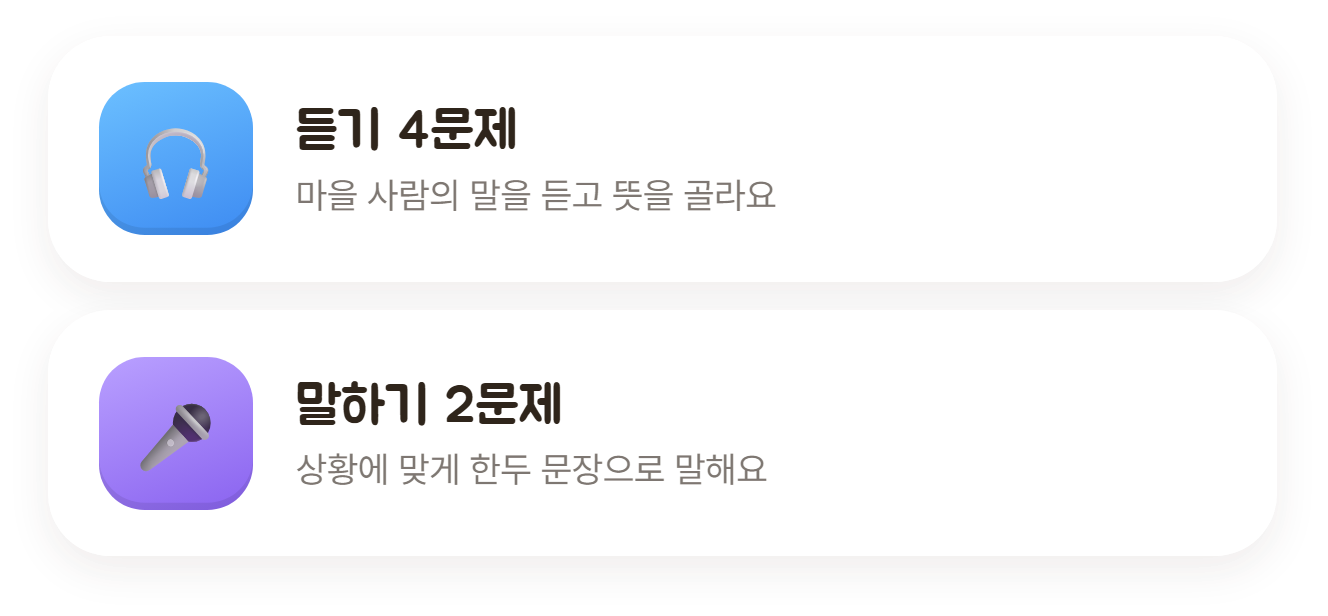 듣기 4문제
마을 사람의 말을 듣고 뜻을 골라요
말하기 2문제
상황에 맞게 한두 문장으로 말해요